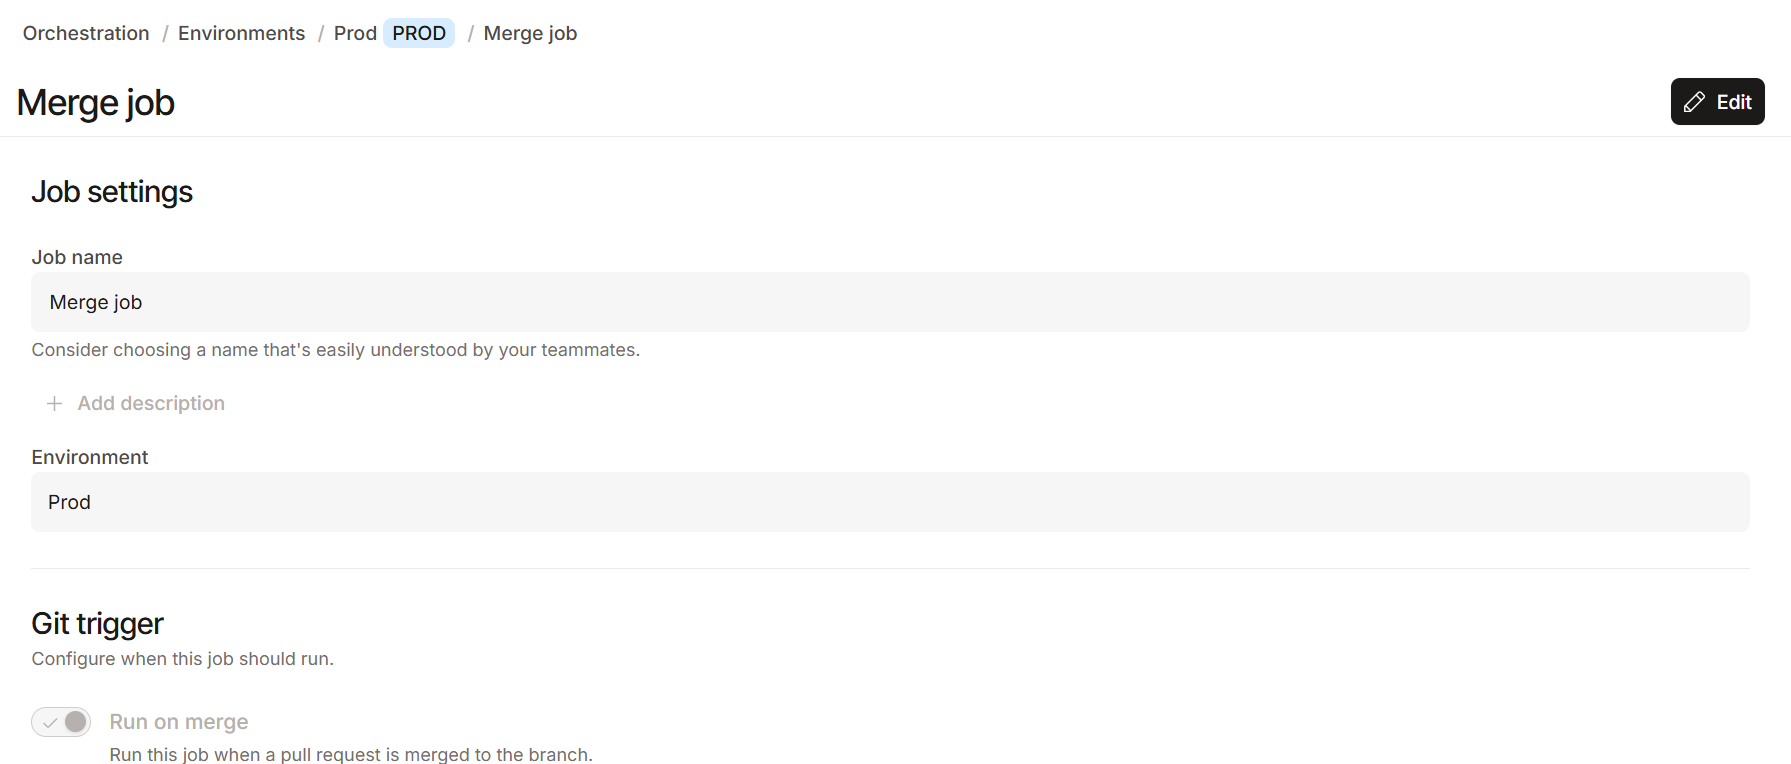 Orchestration / Environments / Prod PROD / Merge job
Merge job
Edit
Job settings
Job name
Merge job
Consider choosing a name that's easily understood by your teammates.
+ Add description
Environment
Prod
Git trigger
Configure when this job should run.
Run on merge
Run this job when a pull request is merged to the branch.